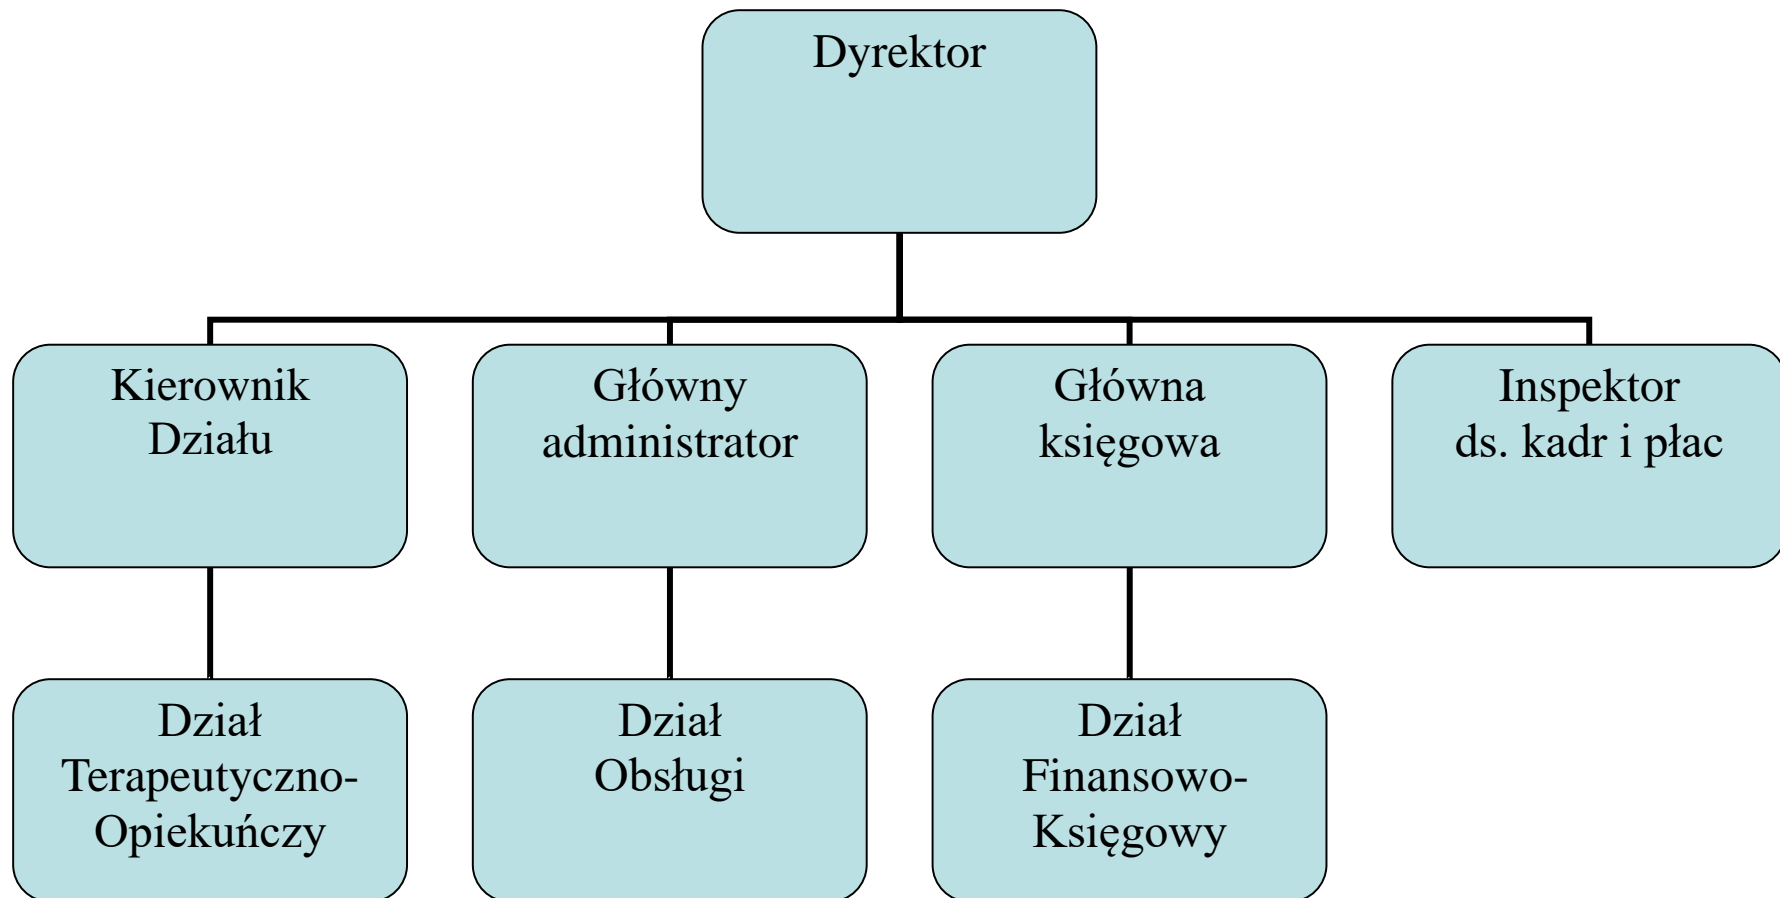 Dyrektor
Kierownik
Działu
Główny
administrator
Główna
księgowa
Inspektor
ds. kadr i płac
Dział
Terapeutyczno-
Opiekuńczy
Dział
Obsługi
Dział
Finansowo-
Księgowy